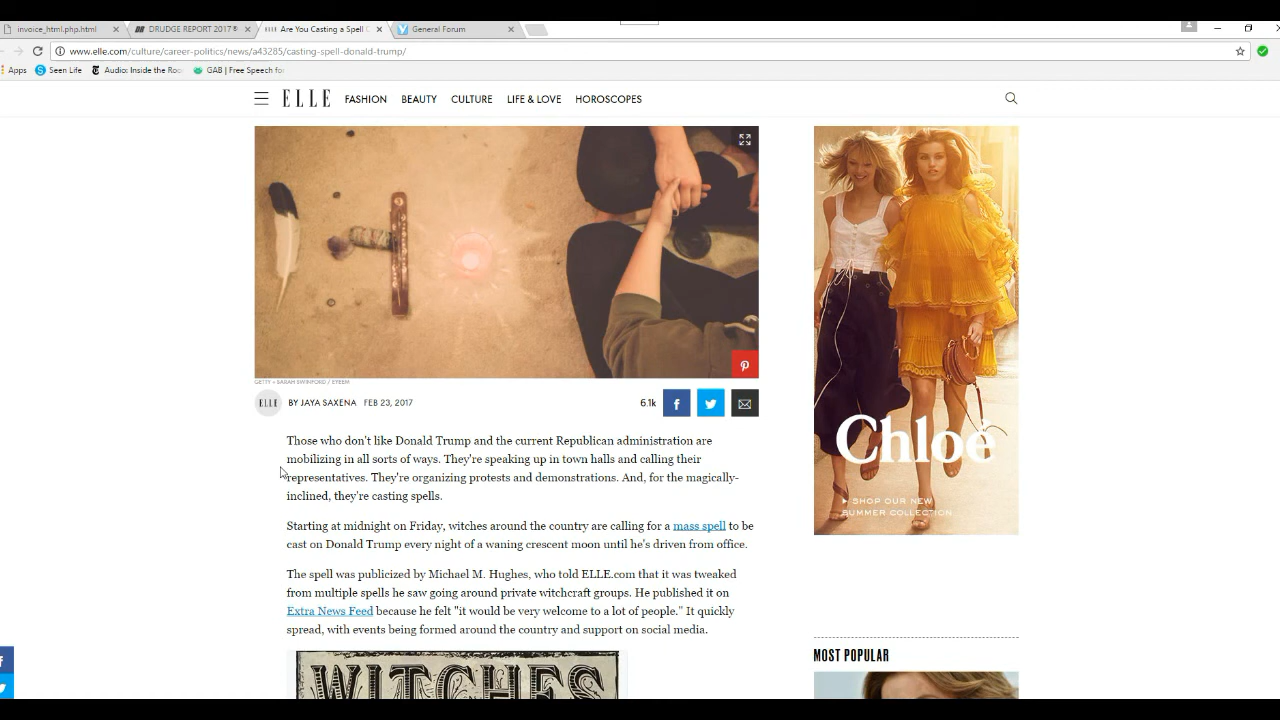 invoice_html.php.html
DRUDGE REPORT 2017®
Are You Casting a Spell
General Forum
www.elle.com/culture/career-politics/news/a43285/casting-spell-donald-trump/
Apps
Seen Life
Audio: Inside the Roo
GAB | Free Speech for
ELLE
FASHION
BEAUTY
CULTURE
LIFE & LOVE
HOROSCOPES
GETTY + SARAH SWINFORD / EYEEM
ELLE
BY JAYA SAXENA FEB 23, 2017
6.1k
Those who don't like Donald Trump and the current Republican administration are
mobilizing in all sorts of ways. They're speaking up in town halls and calling their
representatives. They're organizing protests and demonstrations. And, for the magically-
inclined, they're casting spells.
Starting at midnight on Friday, witches around the country are calling for a mass spell to be
cast on Donald Trump every night of a waning crescent moon until he's driven from office.
The spell was publicized by Michael M. Hughes, who told ELLE.com that it was tweaked
from multiple spells he saw going around private witchcraft groups. He published it on
Extra News Feed because he felt "it would be very welcome to a lot of people." It quickly
spread, with events being formed around the country and support on social media.
WITCHES
Chloé
SHOP OUR NEW
SUMMER COLLECTION
MOST POPULAR